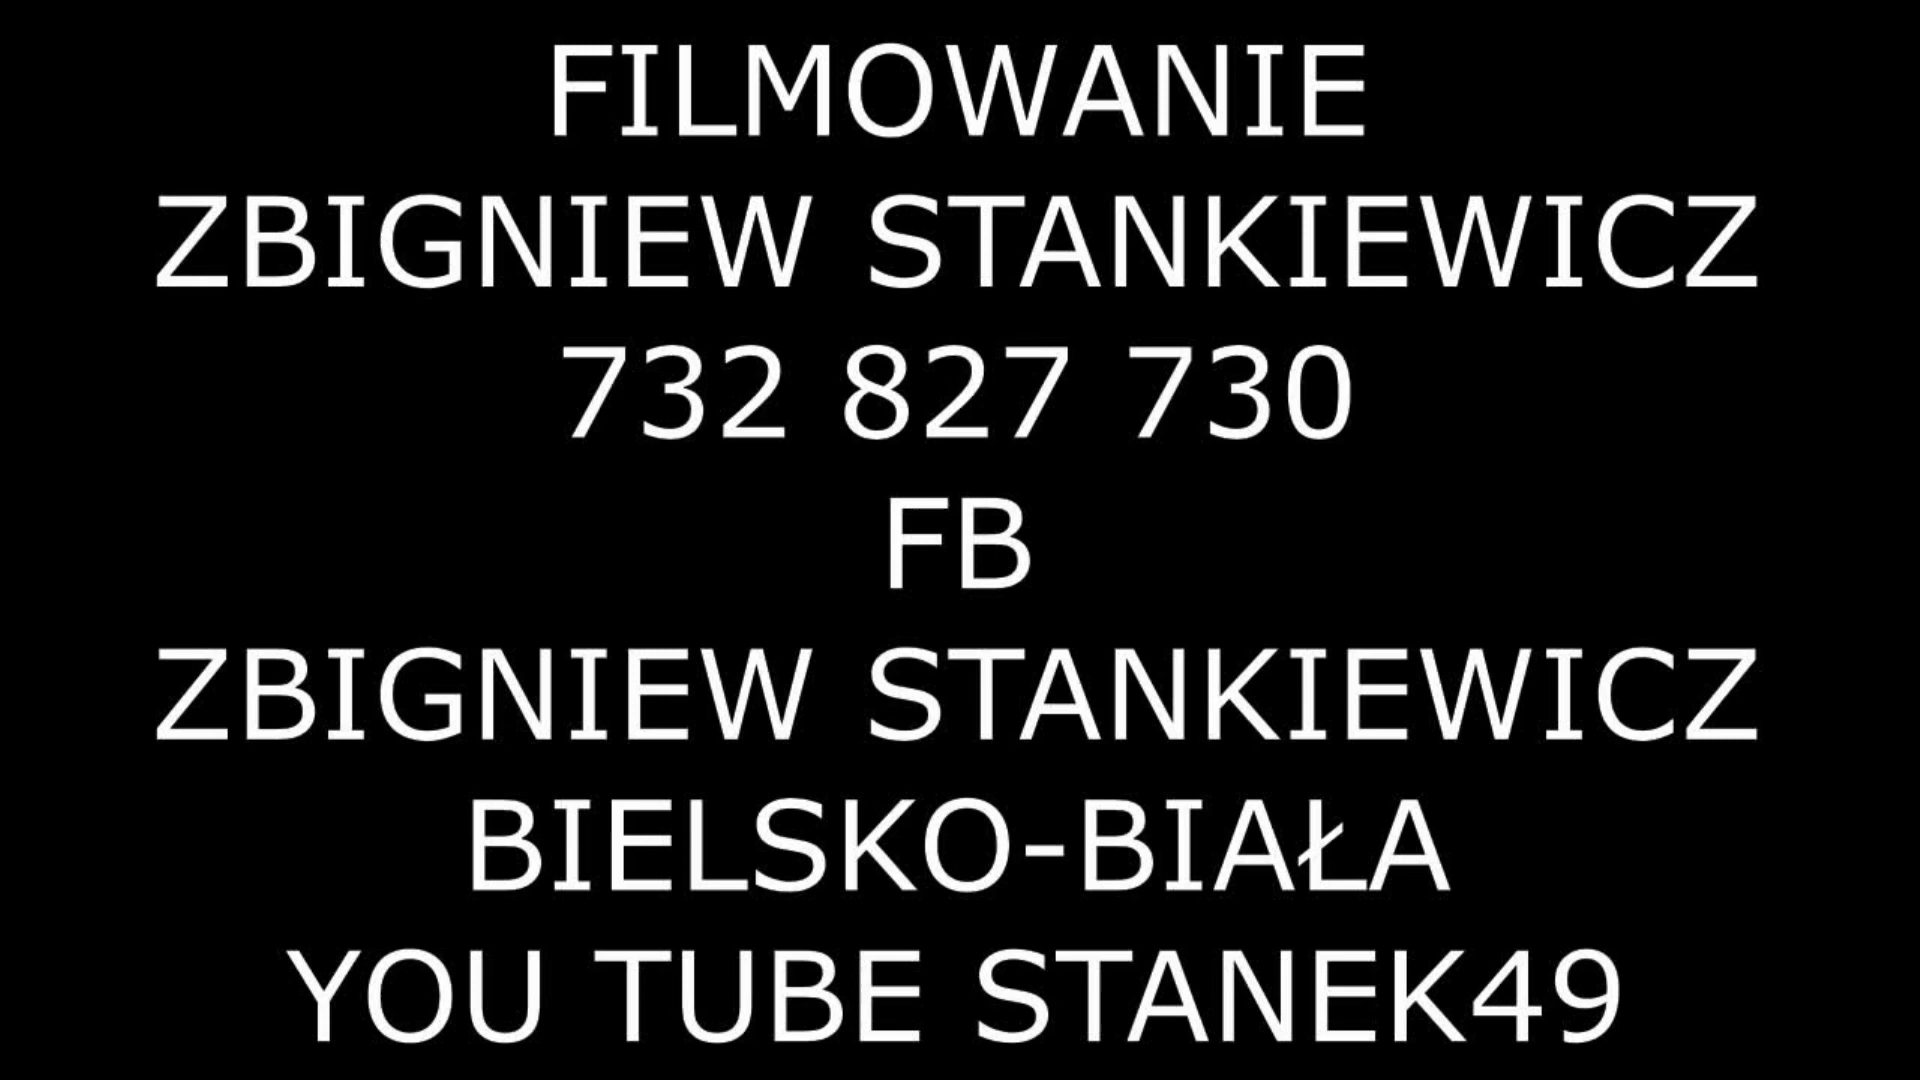 FILMOWANIE
ZBIGNIEW STANKIEWICZ
732 827 730
FB
ZBIGNIEW STANKIEWICZ
BIELSKO-BIAŁA
YOU TUBE STANEK49